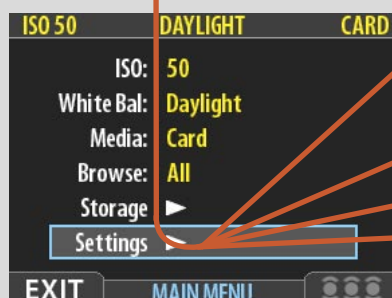 ISO 50 DAYLIGHT CARD
ISO: 50
White Bal: Daylight
Media: Card
Browse: All
Storage ►
Settings ►
EXIT MAIN MENU